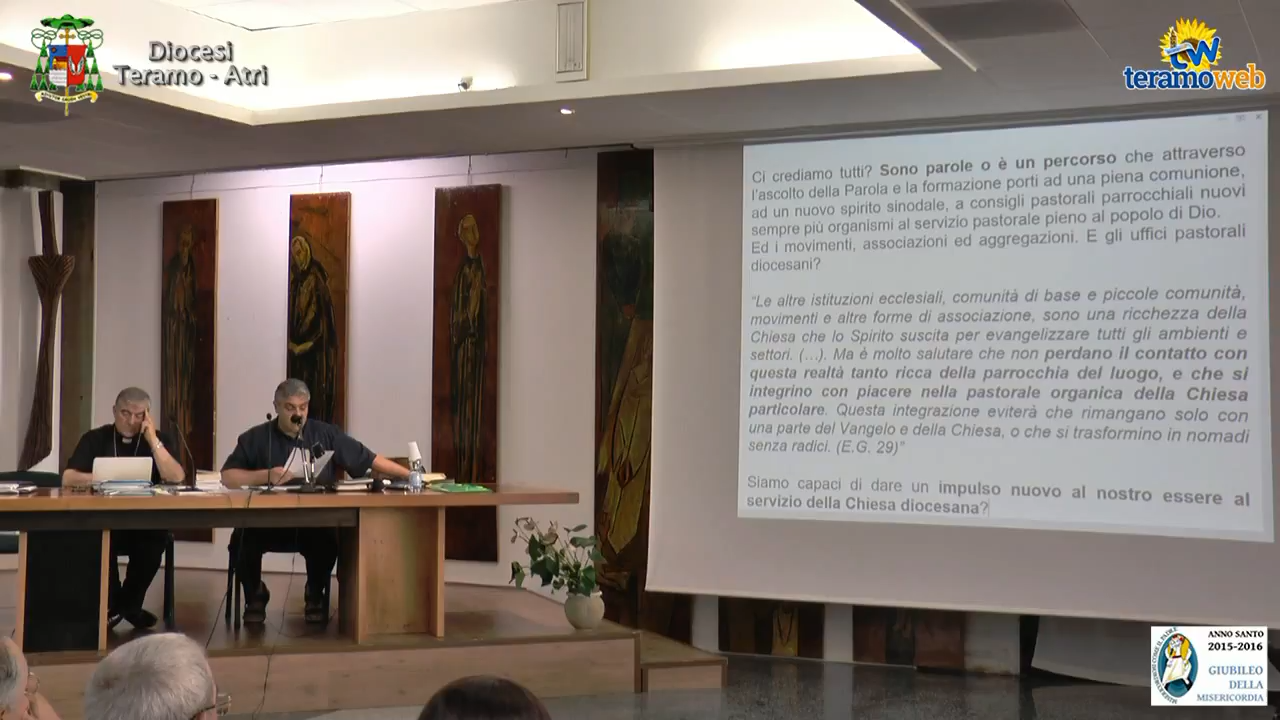 Diocesi
Teramo - Atri
teramoweb
Ci crediamo tutti? Sono parole o è un percorso che attraverso
l'ascolto della Parola e la formazione porti ad una piena comunione,
ad un nuovo spirito sinodale, a consigli pastorali parrocchiali nuovi
sempre più organismi al servizio pastorale pieno al popolo di Dio.
Ed i movimenti, associazioni ed aggregazioni. E gli uffici pastorali
diocesani?
"Le altre istituzioni ecclesiali, comunità di base e piccole comunità,
movimenti e altre forme di associazione, sono una ricchezza della
Chiesa che lo Spirito suscita per evangelizzare tutti gli ambienti e
settori. (…). Ma è molto salutare che non perdano il contatto con
questa realtà tanto ricca della parrocchia del luogo, e che si
integrino con piacere nella pastorale organica della Chiesa
particolare. Questa integrazione eviterà che rimangano solo con
una parte del Vangelo e della Chiesa, o che si trasformino in nomadi
senza radici. (E.G. 29)"
Siamo capaci di dare un impulso nuovo al nostro essere al
servizio della Chiesa diocesana?
ANNO SANTO
2015-2016
GIUBILEO
DELLA
MISERICORDIA